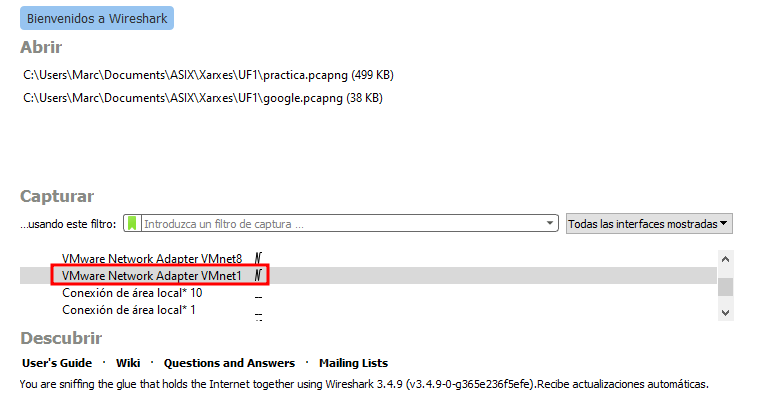 Bienvenidos a Wireshark
Abrir
C:\Users\Marc\Documents\ASIX\Xarxes\UF1\practica.pcapng (499 KB)
C:\Users\Marc\Documents\ASIX\Xarxes\UF1\google.pcapng (38 KB)
Capturar
...usando este filtro: Introduzca un filtro de captura ... Todas las interfaces mostradas
VMware Network Adapter VMnet8
VMware Network Adapter VMnet1
Conexión de área local* 10
Conexión de área local* 1
Descubrir
User's Guide · Wiki · Questions and Answers · Mailing Lists
You are sniffing the glue that holds the Internet together using Wireshark 3.4.9 (v3.4.9-0-g365e236f5efe).Recibe actualizaciones automáticas.